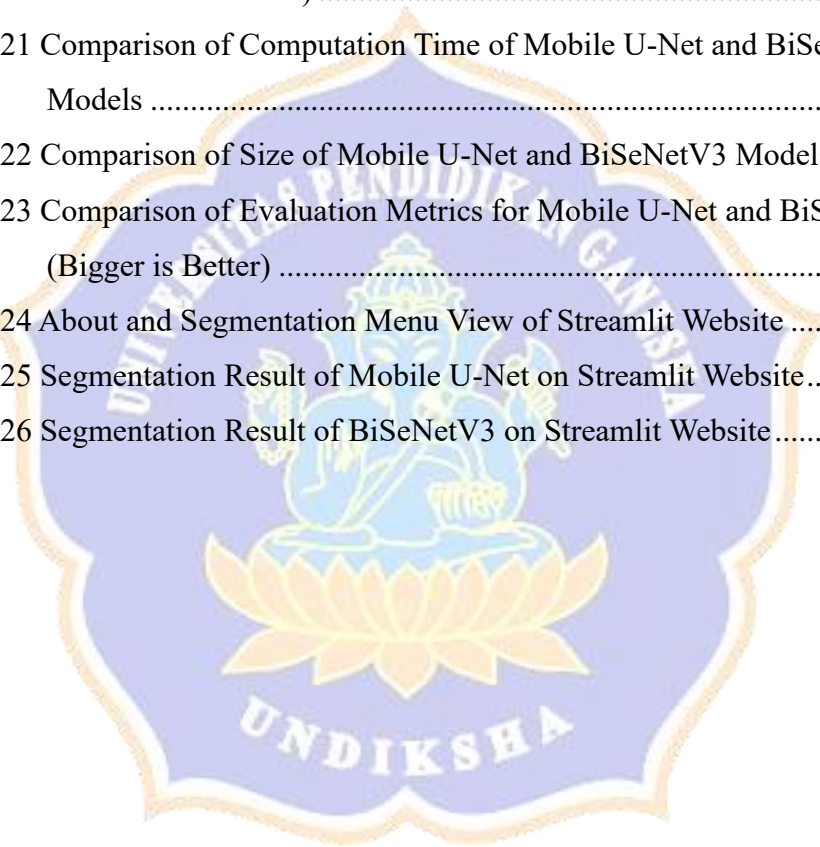 ) ..............................................................
21 Comparison of Computation Time of Mobile U-Net and
Models ....................................................................................
22 Comparison of Size of Mobile U-Net and BiSeNetV3 Model
23 Comparison of Evaluation Metrics for Mobile U-Net and
(Bigger is Better) ....................................................................
24 About and Segmentation Menu View of Streamlit Website ....
25 Segmentation Result of Mobile U-Net on Streamlit Website..
26 Segmentation Result of BiSeNetV3 on Streamlit Website......
UNIVERSITAS PENDIDIKAN GANESHA
UNDIKSHA